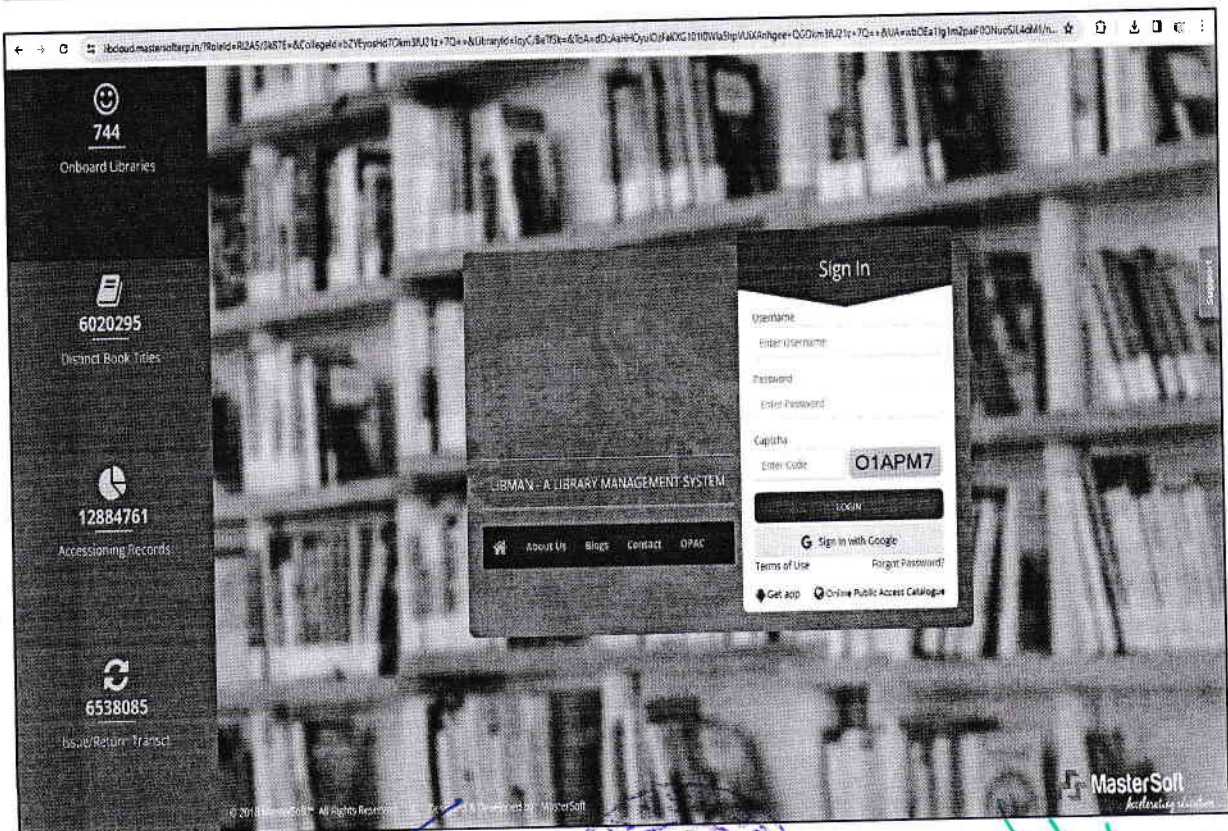 744
Onboard Libraries
6020295
Distinct Book Titles
12884761
Accessioning Records
6538085
Issue/Return Transct
LIBMAN - A LIBRARY MANAGEMENT SYSTEM
About Us Blogs Contact OPAC
Sign In
Username
Enter Username
Password
Enter Password
Captcha
Enter Code O1APM7
LOGIN
G Sign in with Google
Terms of Use Forgot Password?
Get app Online Public Access Catalogue
Support
MasterSoft
Accelerating education
All Rights Reserved
Developed by: MasterSoft